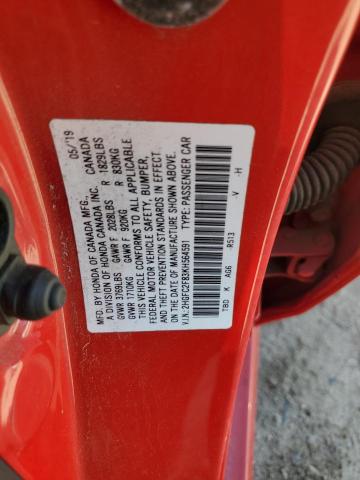 MFD. BY HONDA OF CANADA MFG., 05/'19
A DIVISION OF HONDA CANADA INC. CANADA
GVWR 3769LBS GAWR F 2028LBS R 1829LBS
GVWR 1710KG GAWR F 920KG R 830KG
THIS VEHICLE CONFORMS TO ALL APPLICABLE
FEDERAL MOTOR VEHICLE SAFETY, BUMPER,
AND THEFT PREVENTION STANDARDS IN EFFECT
ON THE DATE OF MANUFACTURE SHOWN ABOVE.
V.I.N.: 2HGFC2F83KH564591 TYPE: PASSENGER CAR
TBD K AG6 R513 -V -H